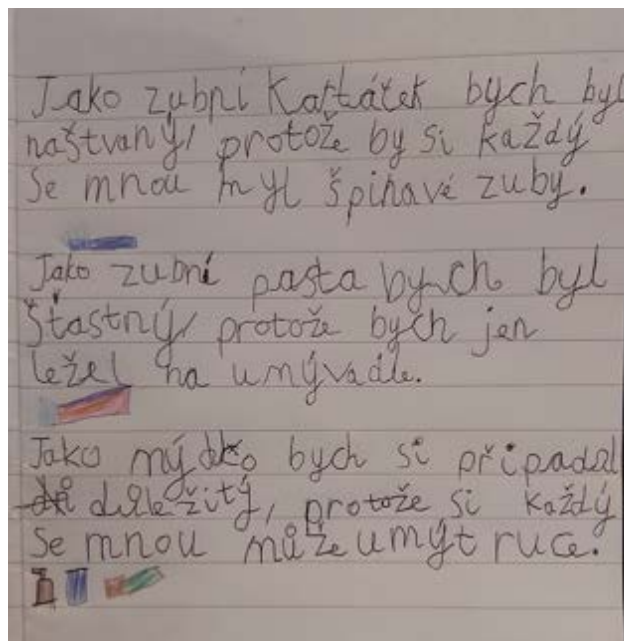 Jako zubní Kartáček bych byl
naštvaný, protože by si každý
se mnou myl špinavé zuby.
Jako zubní pasta bych byl
šťastný, protože bych jen
ležel na umývadle.
Jako mýdlo bych si připadal
důležitý, protože si každý
se mnou může umýt ruce.